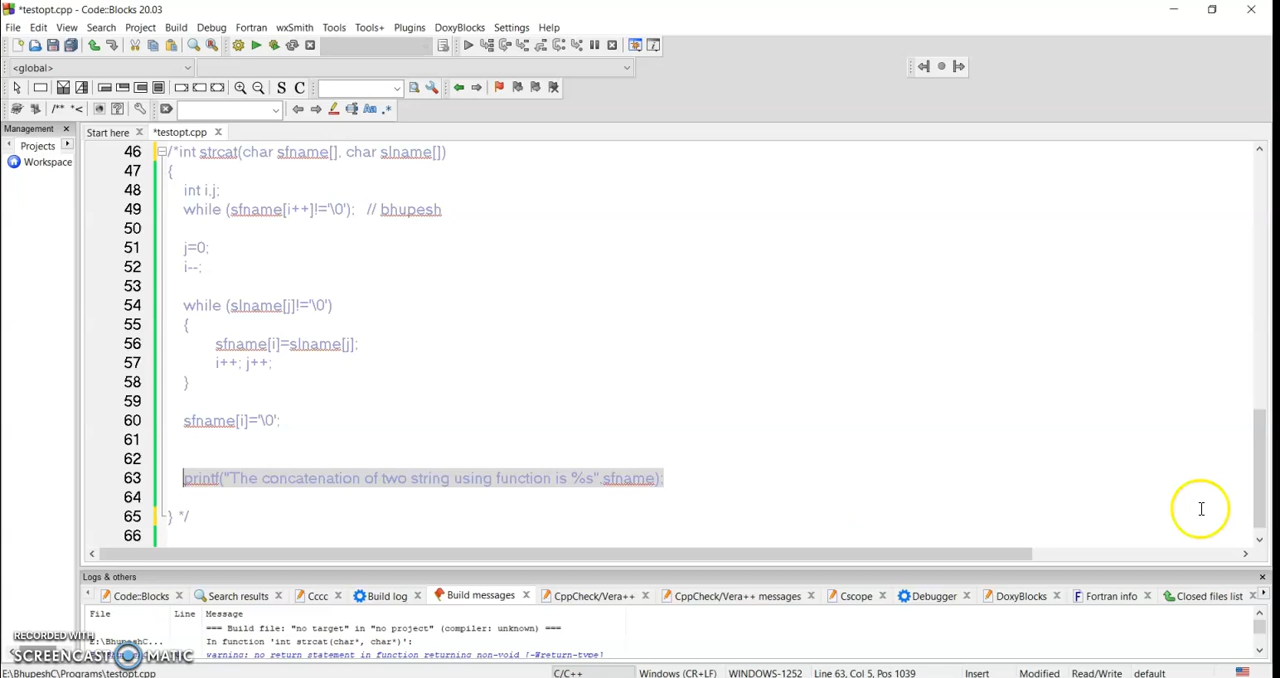 *testopt.cpp - Code::Blocks 20.03
File Edit View Search Project Build Debug Fortran wxSmith Tools Tools+ Plugins DoxyBlocks Settings Help
<global>
S C
/** *< Aa .*
Management Start here *testopt.cpp
Projects
Workspace
46 /*int strcat(char sfname[], char slname[])
47 {
48 int i,j;
49 while (sfname[i++]!='\0'); // bhupesh
50
51 j=0;
52 i--;
53
54 while (slname[j]!='\0')
55 {
56 sfname[i]=slname[j];
57 i++; j++;
58 }
59
60 sfname[i]='\0';
61
62
63 printf("The concatenation of two string using function is %s",sfname);
64
65 } */
66
Logs & others
Code::Blocks Search results Cccc Build log Build messages CppCheck/Vera++ CppCheck/Vera++ messages Cscope Debugger DoxyBlocks Fortran info Closed files list
File Line Message
=== Build file: "no target" in "no project" (compiler: unknown) ===
E:\BhupeshC... In function 'int strcat(char*, char*)':
warning: no return statement in function returning non-void [-Wreturn-type]
RECORDED WITH
SCREENCAST MATIC
E:\BhupeshC\Programs\*testopt.cpp C/C++ Windows (CR+LF) WINDOWS-1252 Line 63, Col 5, Pos 1039 Insert Modified Read/Write default